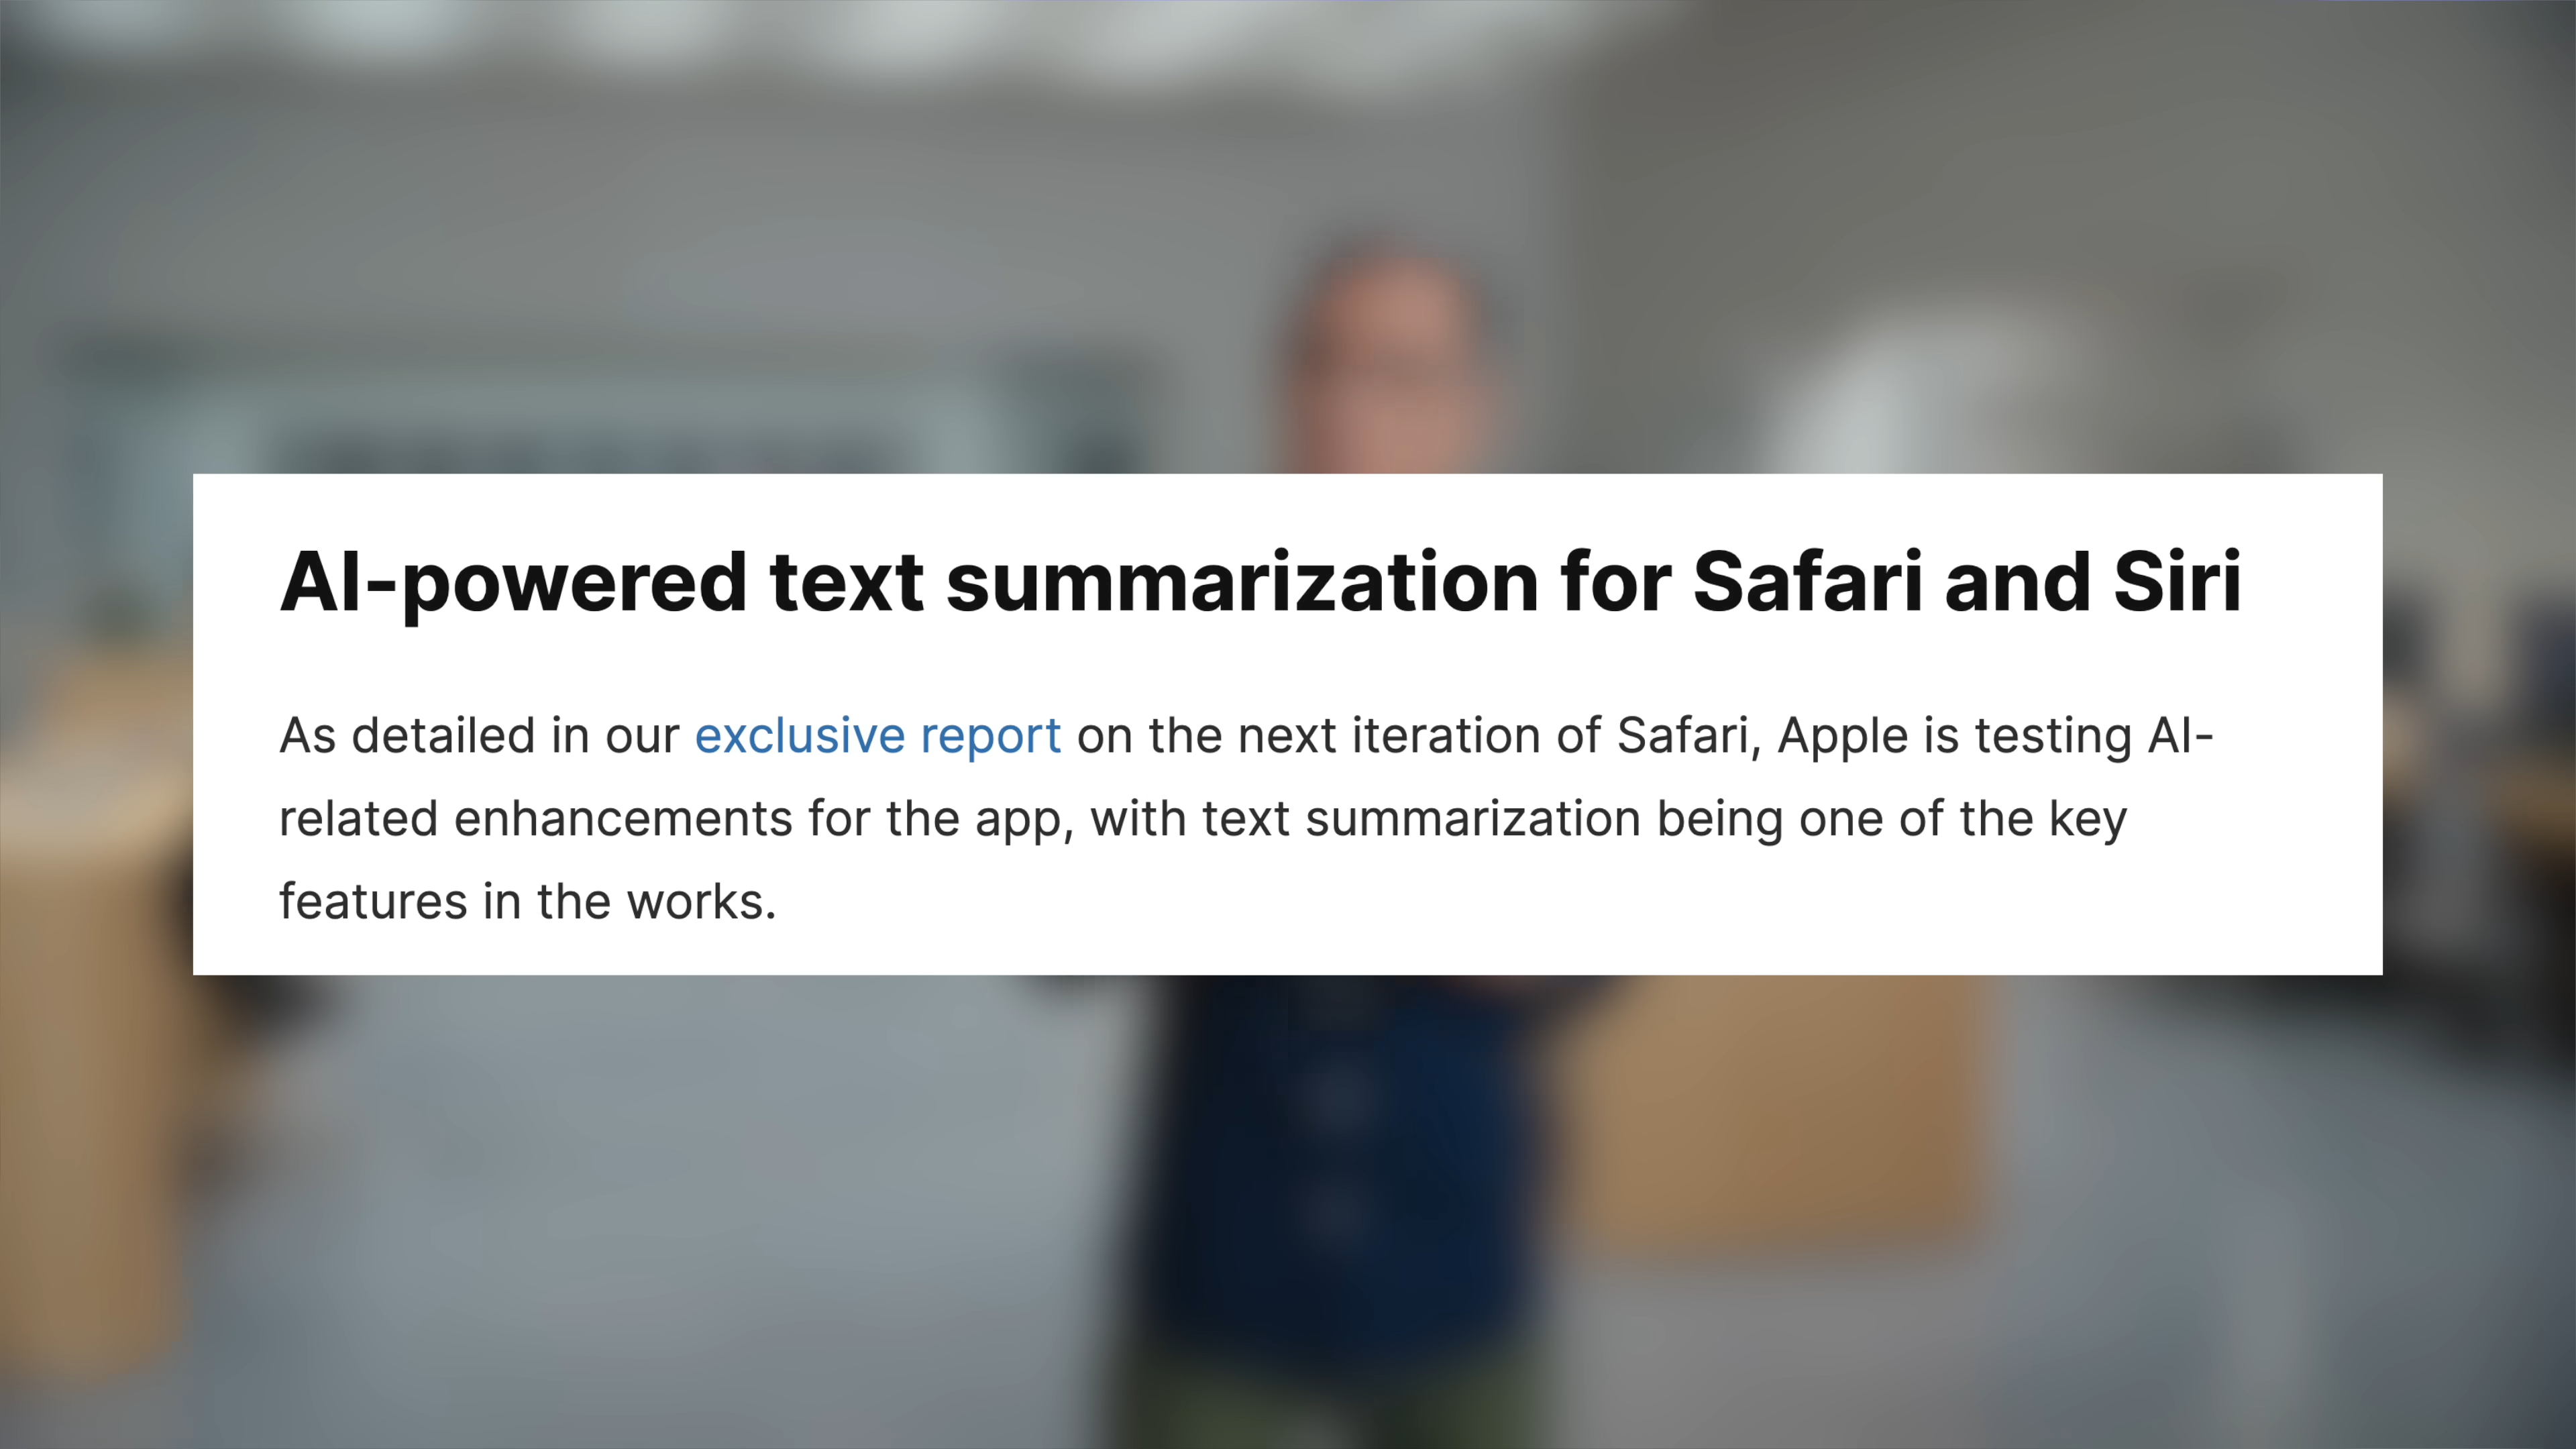 AI-powered text summarization for Safari and Siri
As detailed in our exclusive report on the next iteration of Safari, Apple is testing AI-
related enhancements for the app, with text summarization being one of the key
features in the works.